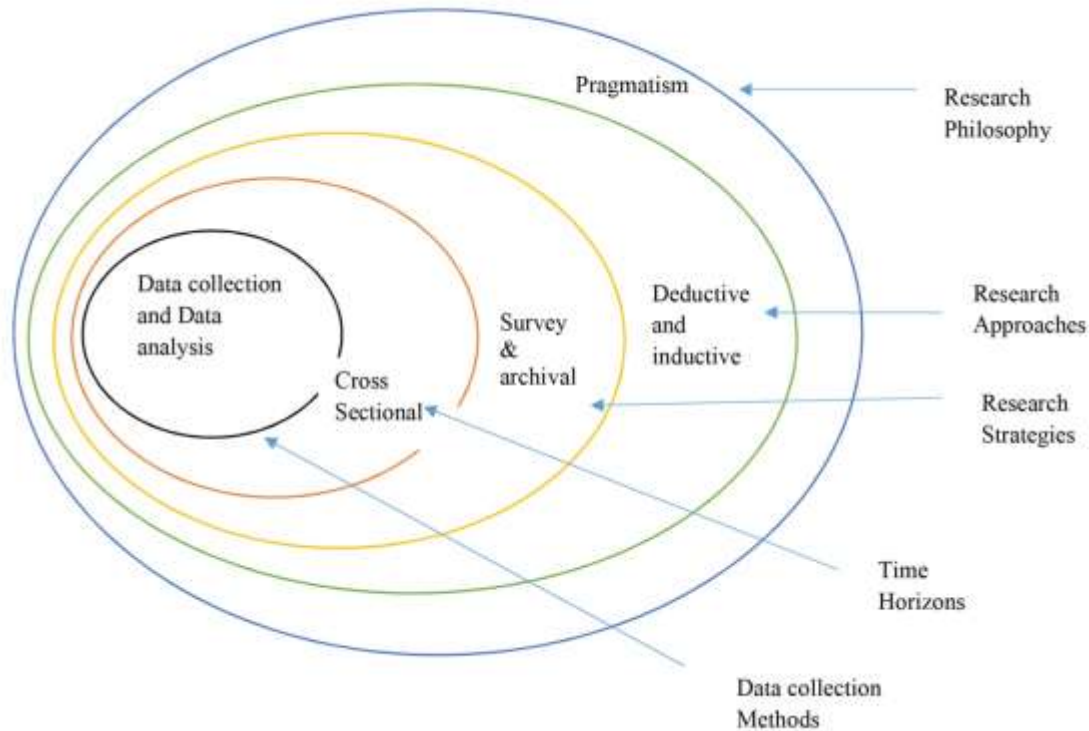 Pragmatism
Research
Philosophy
Data collection
and Data
analysis
Survey
&
archival
Deductive
and
inductive
Research
Approaches
Cross
Sectional
Research
Strategies
Time
Horizons
Data collection
Methods